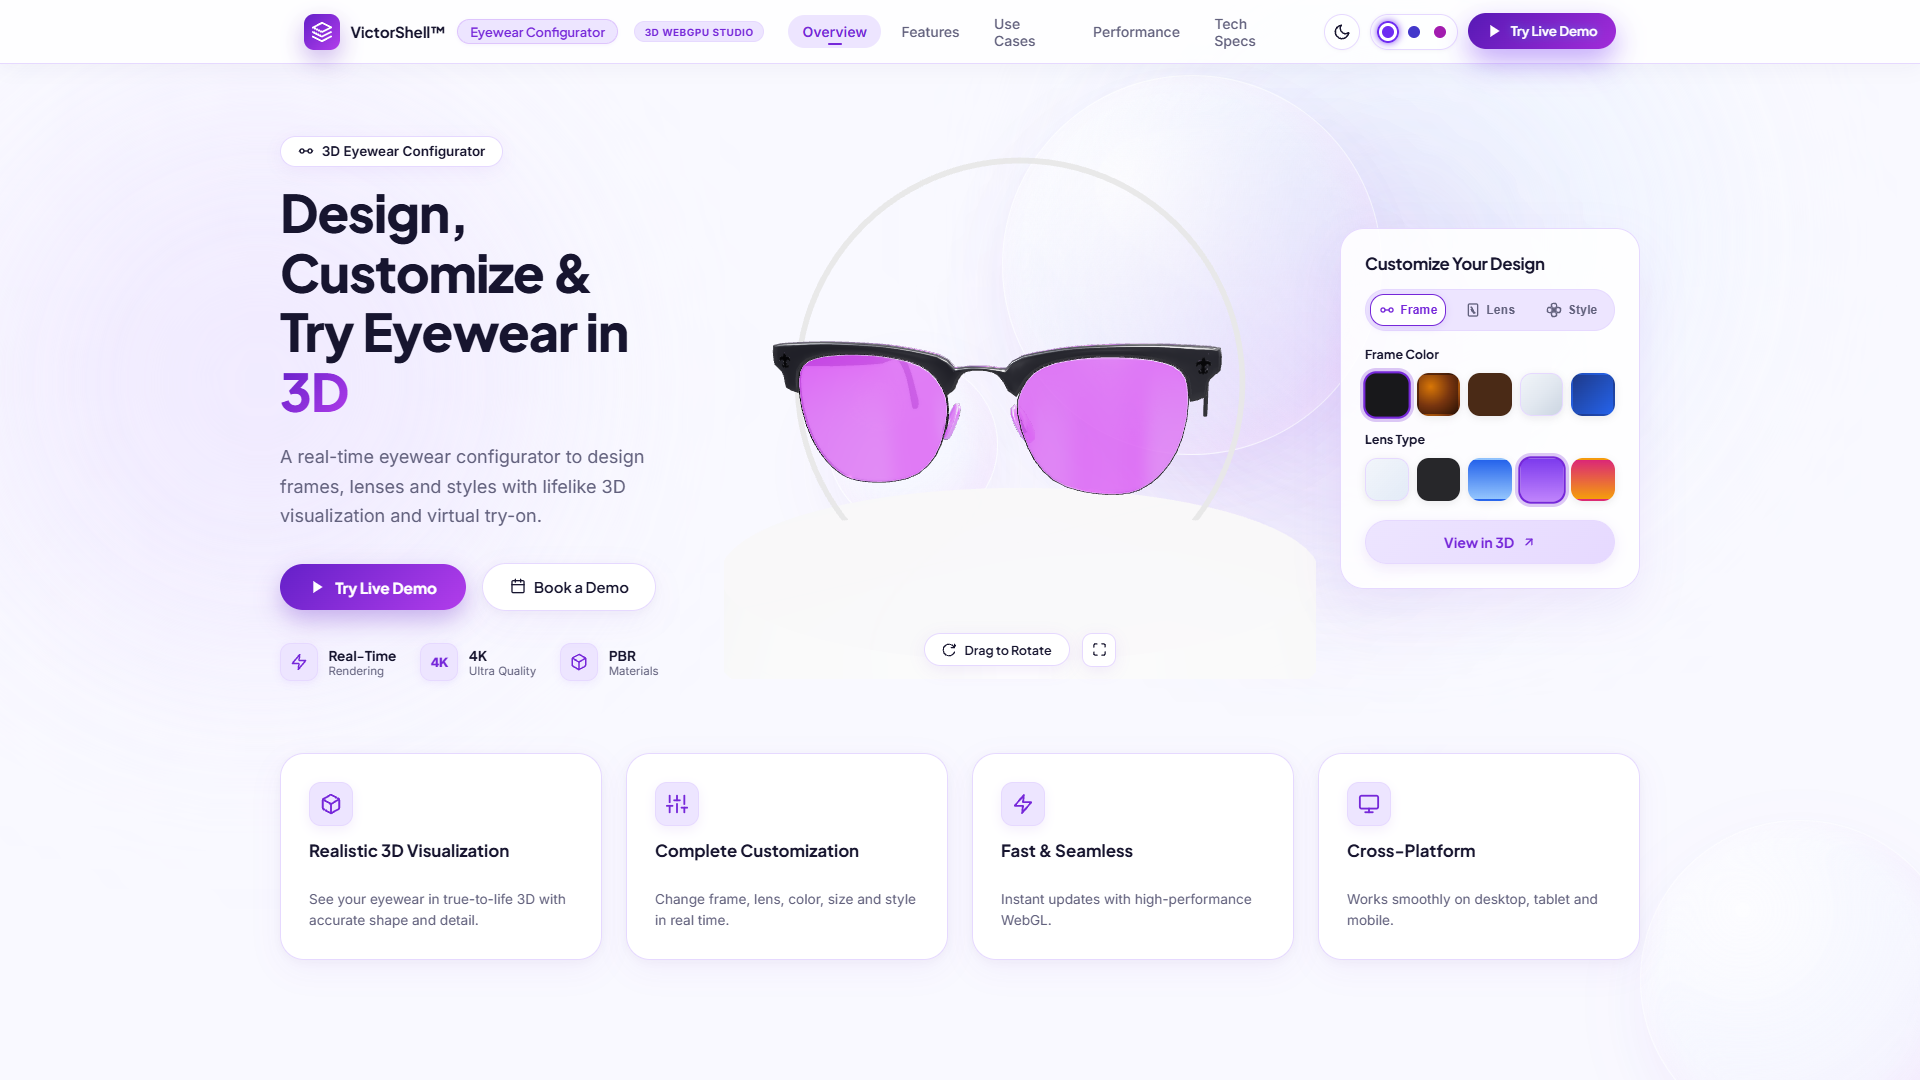 VictorShell™ Eyewear Configurator 3D WEBGPU STUDIO Overview Features Use Cases Performance Tech Specs Try Live Demo
3D Eyewear Configurator
Design,
Customize &
Try Eyewear in
3D
A real-time eyewear configurator to design
frames, lenses and styles with lifelike 3D
visualization and virtual try-on.
Try Live Demo Book a Demo
Real-Time
Rendering
4K
4K
Ultra Quality
PBR
Materials
Drag to Rotate
Customize Your Design
Frame Lens Style
Frame Color
Lens Type
View in 3D
Realistic 3D Visualization
See your eyewear in true-to-life 3D with
accurate shape and detail.
Complete Customization
Change frame, lens, color, size and style
in real time.
Fast & Seamless
Instant updates with high-performance
WebGL.
Cross-Platform
Works smoothly on desktop, tablet and
mobile.